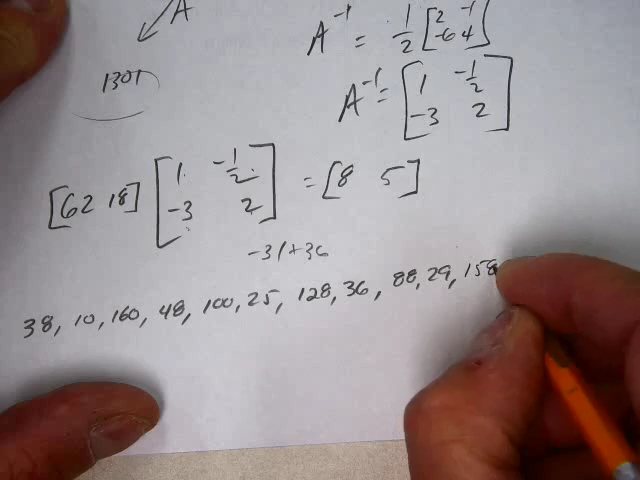 A
A⁻¹ = 1/2 [2 -1
-6 4]
A⁻¹ = [1 -1/2
-3 2]
[62 18] [1 -1/2
-3 2] = [8 5]
-31+36
38, 10, 160, 48, 100, 25, 128, 36, 88, 29, 158